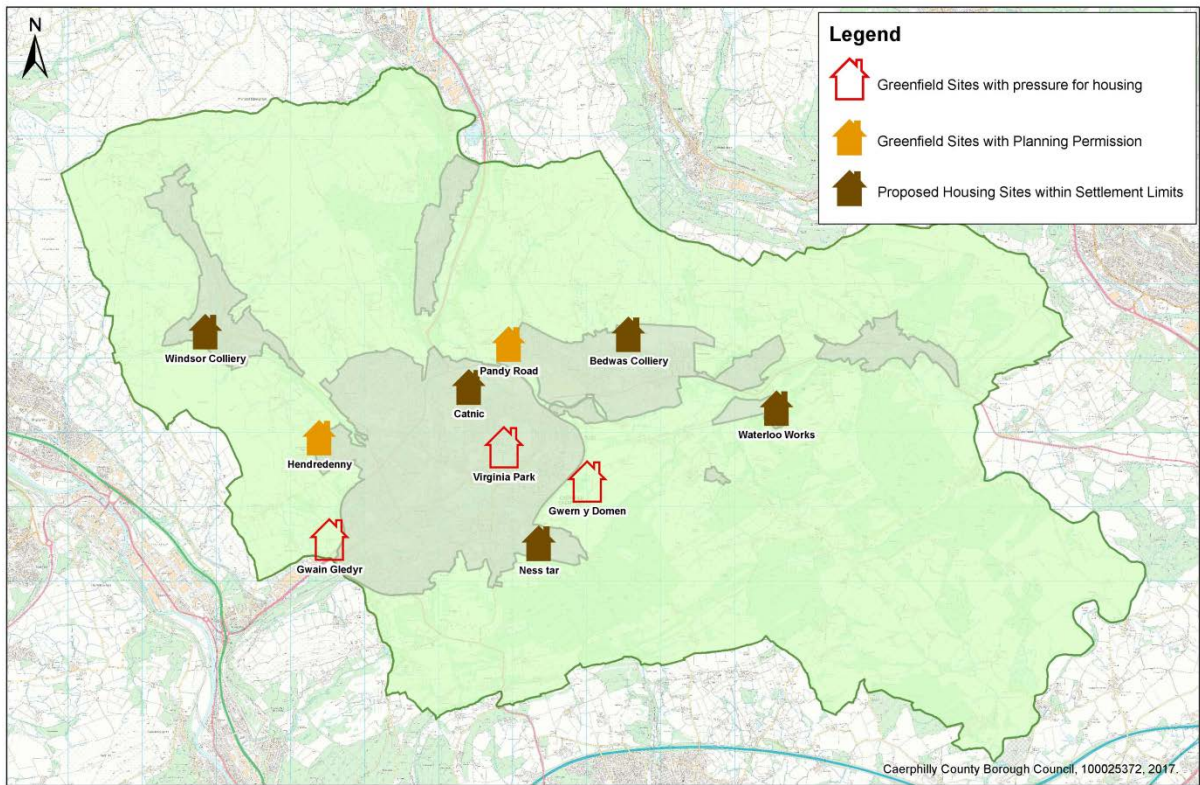 N
Legend
Greenfield Sites with pressure for housing
Greenfield Sites with Planning Permission
Proposed Housing Sites within Settlement Limits
Windsor Colliery
Pandy Road
Bedwas Colliery
Catnic
Waterloo Works
Hendredenny
Virginia Park
Gwern y Domen
Gwain Gledyr
Ness tar
Caerphilly County Borough Council, 100025372, 2017.